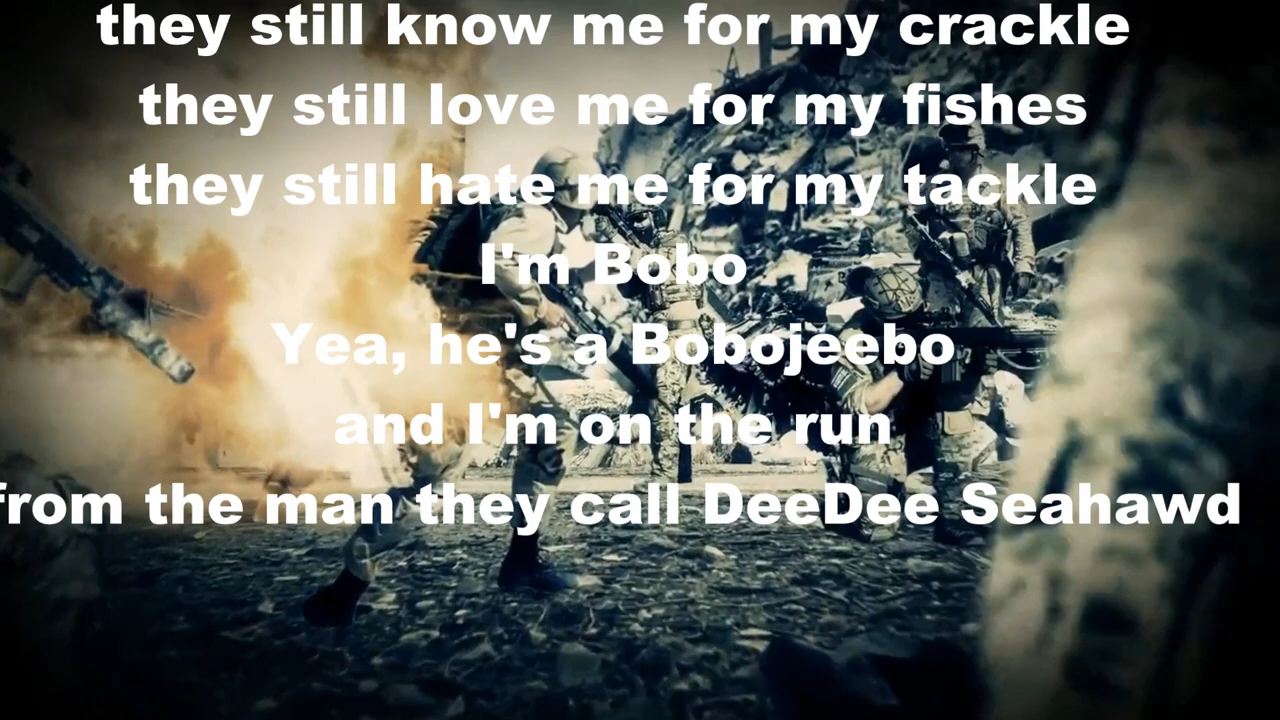 they still know me for my crackle
they still love me for my fishes
they still hate me for my tackle
I'm Bobo
Yea, he's a Bobojeebo
and I'm on the run
from the man they call DeeDee Seahawd